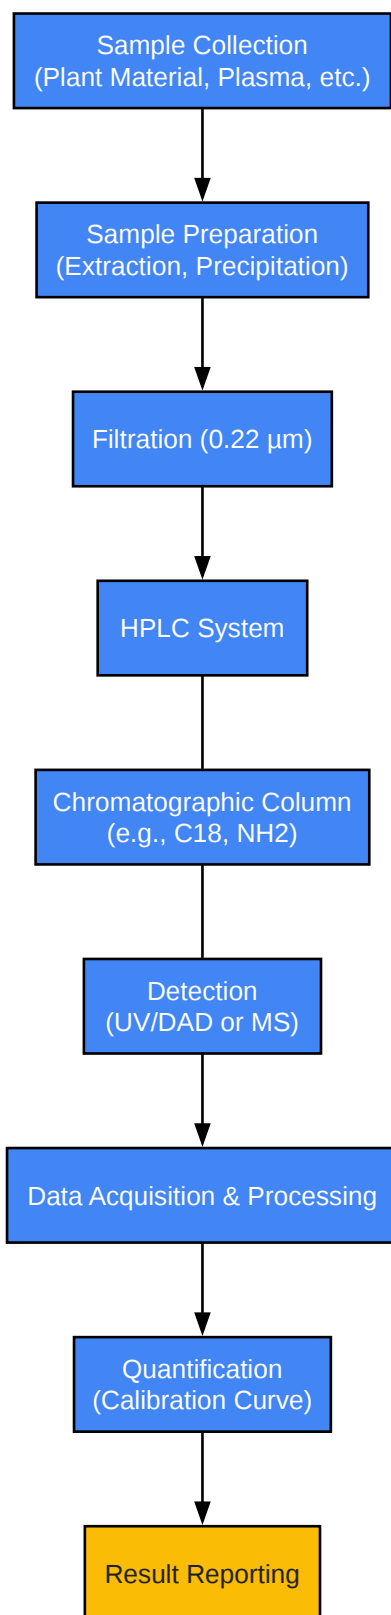 Sample Collection
(Plant Material, Plasma, etc.)
Sample Preparation
(Extraction, Precipitation)
Filtration (0.22 µm)
HPLC System
Chromatographic Column
(e.g., C18, NH2)
Detection
(UV/DAD or MS)
Data Acquisition & Processing
Quantification
(Calibration Curve)
Result Reporting